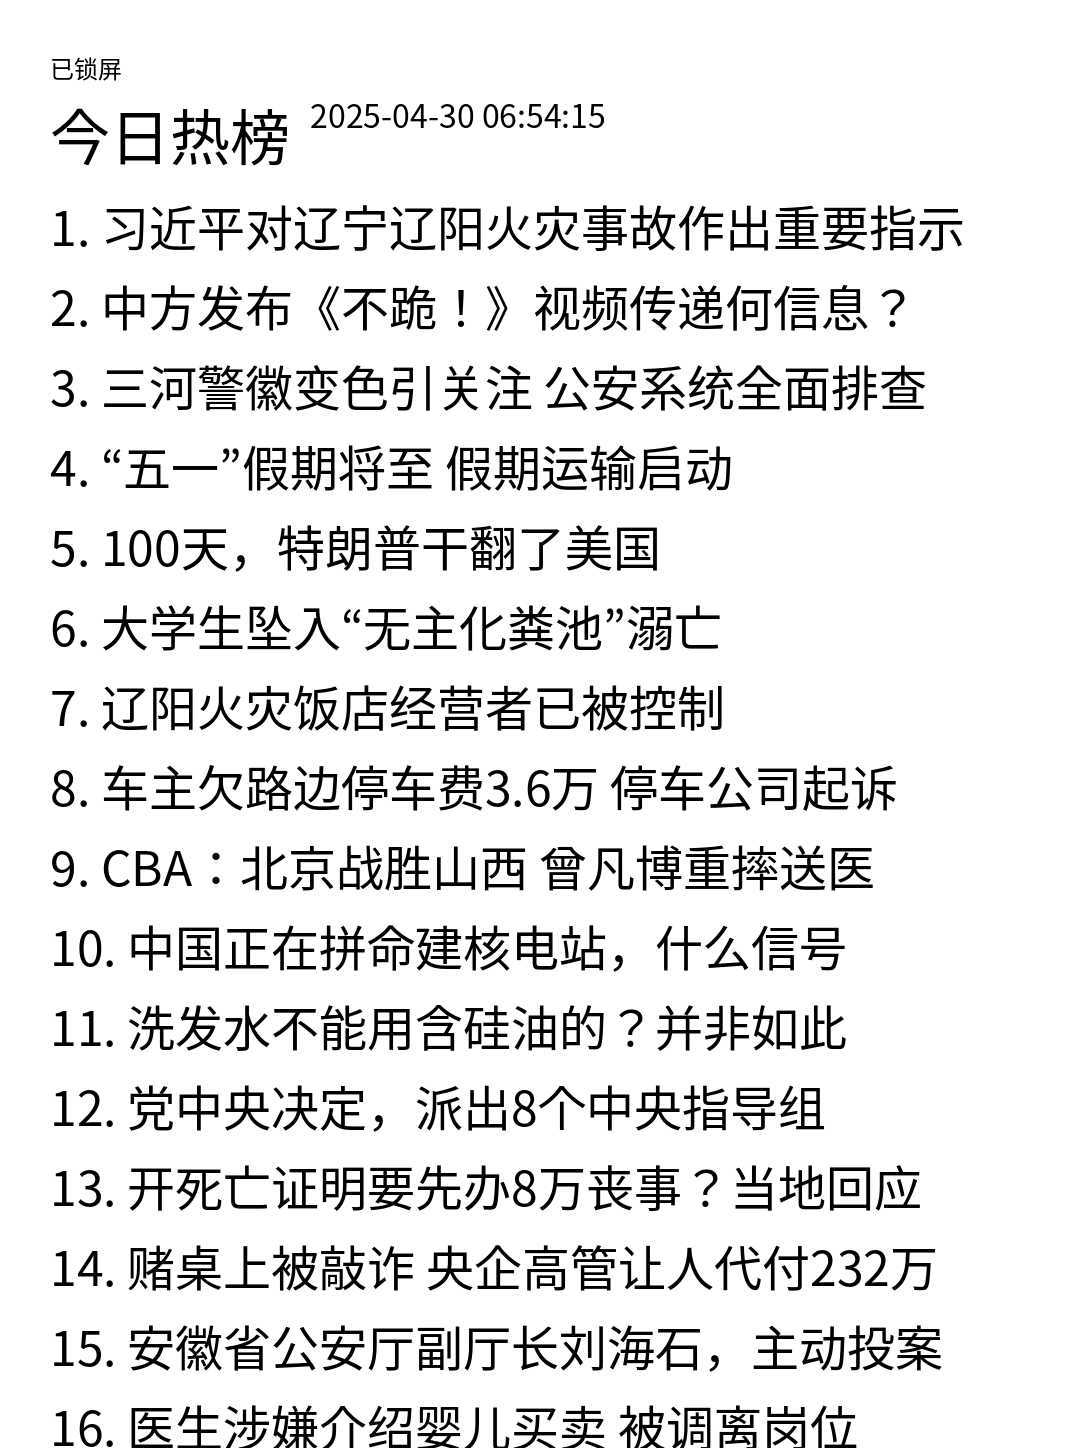 已锁屏
今日热榜 2025-04-30 06:54:15
1. 习近平对辽宁辽阳火灾事故作出重要指示
2. 中方发布《不跪！》视频传递何信息？
3. 三河警徽变色引关注 公安系统全面排查
4. “五一”假期将至 假期运输启动
5. 100天，特朗普干翻了美国
6. 大学生坠入“无主化粪池”溺亡
7. 辽阳火灾饭店经营者已被控制
8. 车主欠路边停车费3.6万 停车公司起诉
9. CBA：北京战胜山西 曾凡博重摔送医
10. 中国正在拼命建核电站，什么信号
11. 洗发水不能用含硅油的？并非如此
12. 党中央决定，派出8个中央指导组
13. 开死亡证明要先办8万丧事？当地回应
14. 赌桌上被敲诈 央企高管让人代付232万
15. 安徽省公安厅副厅长刘海石，主动投案
16. 医生涉嫌介绍婴儿买卖 被调离岗位